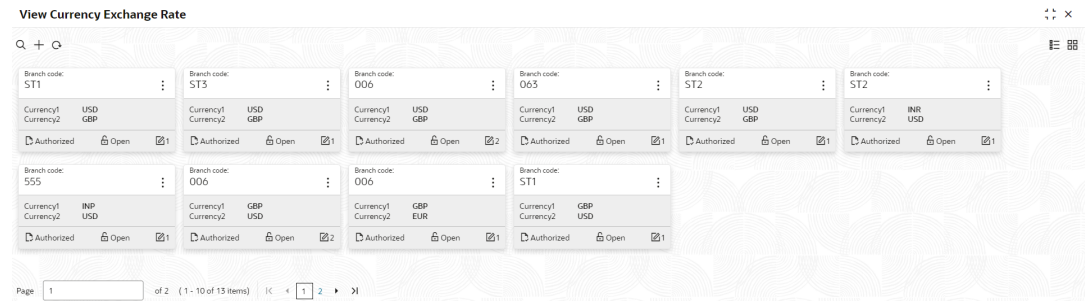 View Currency Exchange Rate
Branch code: Branch code: Branch code: Branch code: Branch code: Branch code:
ST1 ST3 006 063 ST2 ST2
Currency1 USD Currency1 USD Currency1 USD Currency1 USD Currency1 USD Currency1 INR
Currency2 GBP Currency2 GBP Currency2 GBP Currency2 GBP Currency2 GBP Currency2 USD
Authorized Open 1 Authorized Open 1 Authorized Open 2 Authorized Open 1 Authorized Open 1 Authorized Open 1
Branch code: Branch code: Branch code: Branch code:
555 006 006 ST1
Currency1 INP Currency1 GBP Currency1 GBP Currency1 GBP
Currency2 USD Currency2 USD Currency2 EUR Currency2 USD
Authorized Open 1 Authorized Open 2 Authorized Open 1 Authorized Open 1
Page 1 of 2 (1 - 10 of 13 items) 1 2